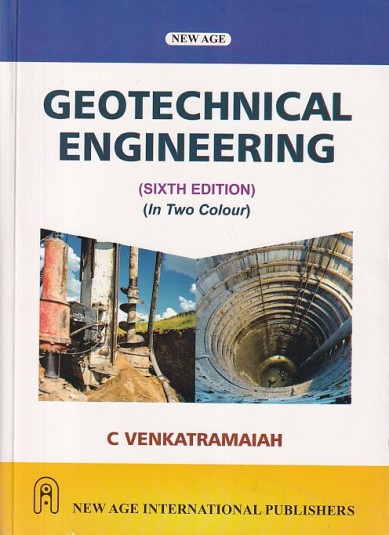 NEW AGE
GEOTECHNICAL
ENGINEERING
(SIXTH EDITION)
(In Two Colour)
C VENKATRAMAIAH
NEW AGE INTERNATIONAL PUBLISHERS